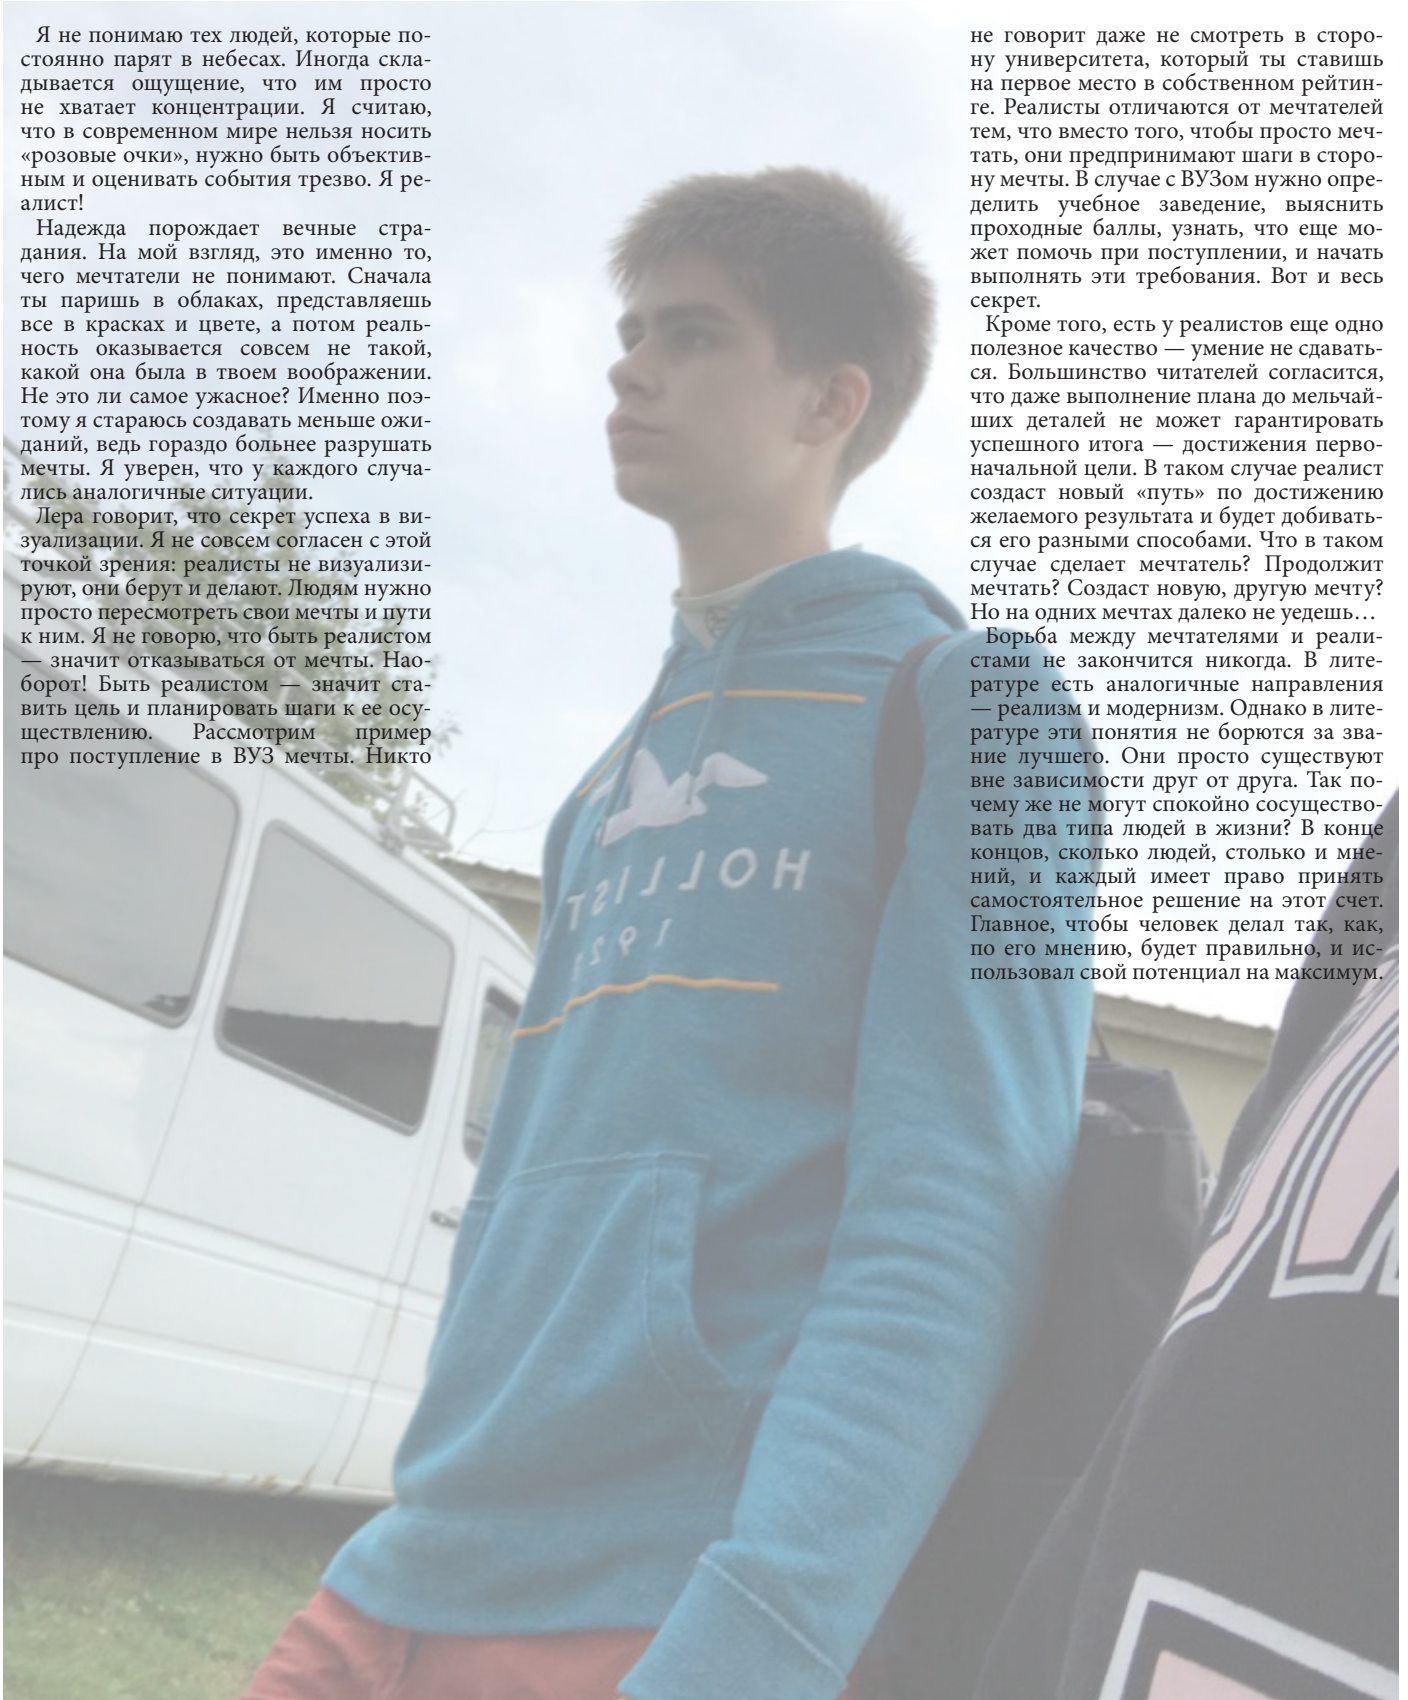 Я не понимаю тех людей, которые по-
стоянно парят в небесах. Иногда скла-
дывается ощущение, что им просто
не хватает концентрации. Я считаю,
что в современном мире нельзя носить
«розовые очки», нужно быть объектив-
ным и оценивать события трезво. Я ре-
алист!
Надежда порождает вечные стра-
дания. На мой взгляд, это именно то,
чего мечтатели не понимают. Сначала
ты паришь в облаках, представляешь
все в красках и цвете, а потом реаль-
ность оказывается совсем не такой,
какой она была в твоем воображении.
Не это ли самое ужасное? Именно поэ-
тому я стараюсь создавать меньше ожи-
даний, ведь гораздо больнее разрушать
мечты. Я уверен, что у каждого случа-
лись аналогичные ситуации.
Лера говорит, что секрет успеха в ви-
зуализации. Я не совсем согласен с этой
точкой зрения: реалисты не визуализи-
руют, они берут и делают. Людям нужно
просто пересмотреть свои мечты и пути
к ним. Я не говорю, что быть реалистом
— значит отказываться от мечты. Нао-
борот! Быть реалистом — значит ста-
вить цель и планировать шаги к ее осу-
ществлению. Рассмотрим пример
про поступление в ВУЗ мечты. Никто
не говорит даже не смотреть в сторо-
ну университета, который ты ставишь
на первое место в собственном рейтин-
ге. Реалисты отличаются от мечтателей
тем, что вместо того, чтобы просто меч-
тать, они предпринимают шаги в сторо-
ну мечты. В случае с ВУЗом нужно опре-
делить учебное заведение, выяснить
проходные баллы, узнать, что еще мо-
жет помочь при поступлении, и начать
выполнять эти требования. Вот и весь
секрет.
Кроме того, есть у реалистов еще одно
полезное качество — умение не сдавать-
ся. Большинство читателей согласится,
что даже выполнение плана до мельчай-
ших деталей не может гарантировать
успешного итога — достижения перво-
начальной цели. В таком случае реалист
создаст новый «путь» по достижению
желаемого результата и будет добивать-
ся его разными способами. Что в таком
случае сделает мечтатель? Продолжит
мечтать? Создаст новую, другую мечту?
Но на одних мечтах далеко не уедешь…
Борьба между мечтателями и реали-
стами не закончится никогда. В лите-
ратуре есть аналогичные направления
— реализм и модернизм. Однако в лите-
ратуре эти понятия не борются за зва-
ние лучшего. Они просто существуют
вне зависимости друг от друга. Так по-
чему же не могут спокойно сосущество-
вать два типа людей в жизни? В конце
концов, сколько людей, столько и мне-
ний, и каждый имеет право принять
самостоятельное решение на этот счет.
Главное, чтобы человек делал так, как,
по его мнению, будет правильно, и ис-
пользовал свой потенциал на максимум.
HOLLIST
192